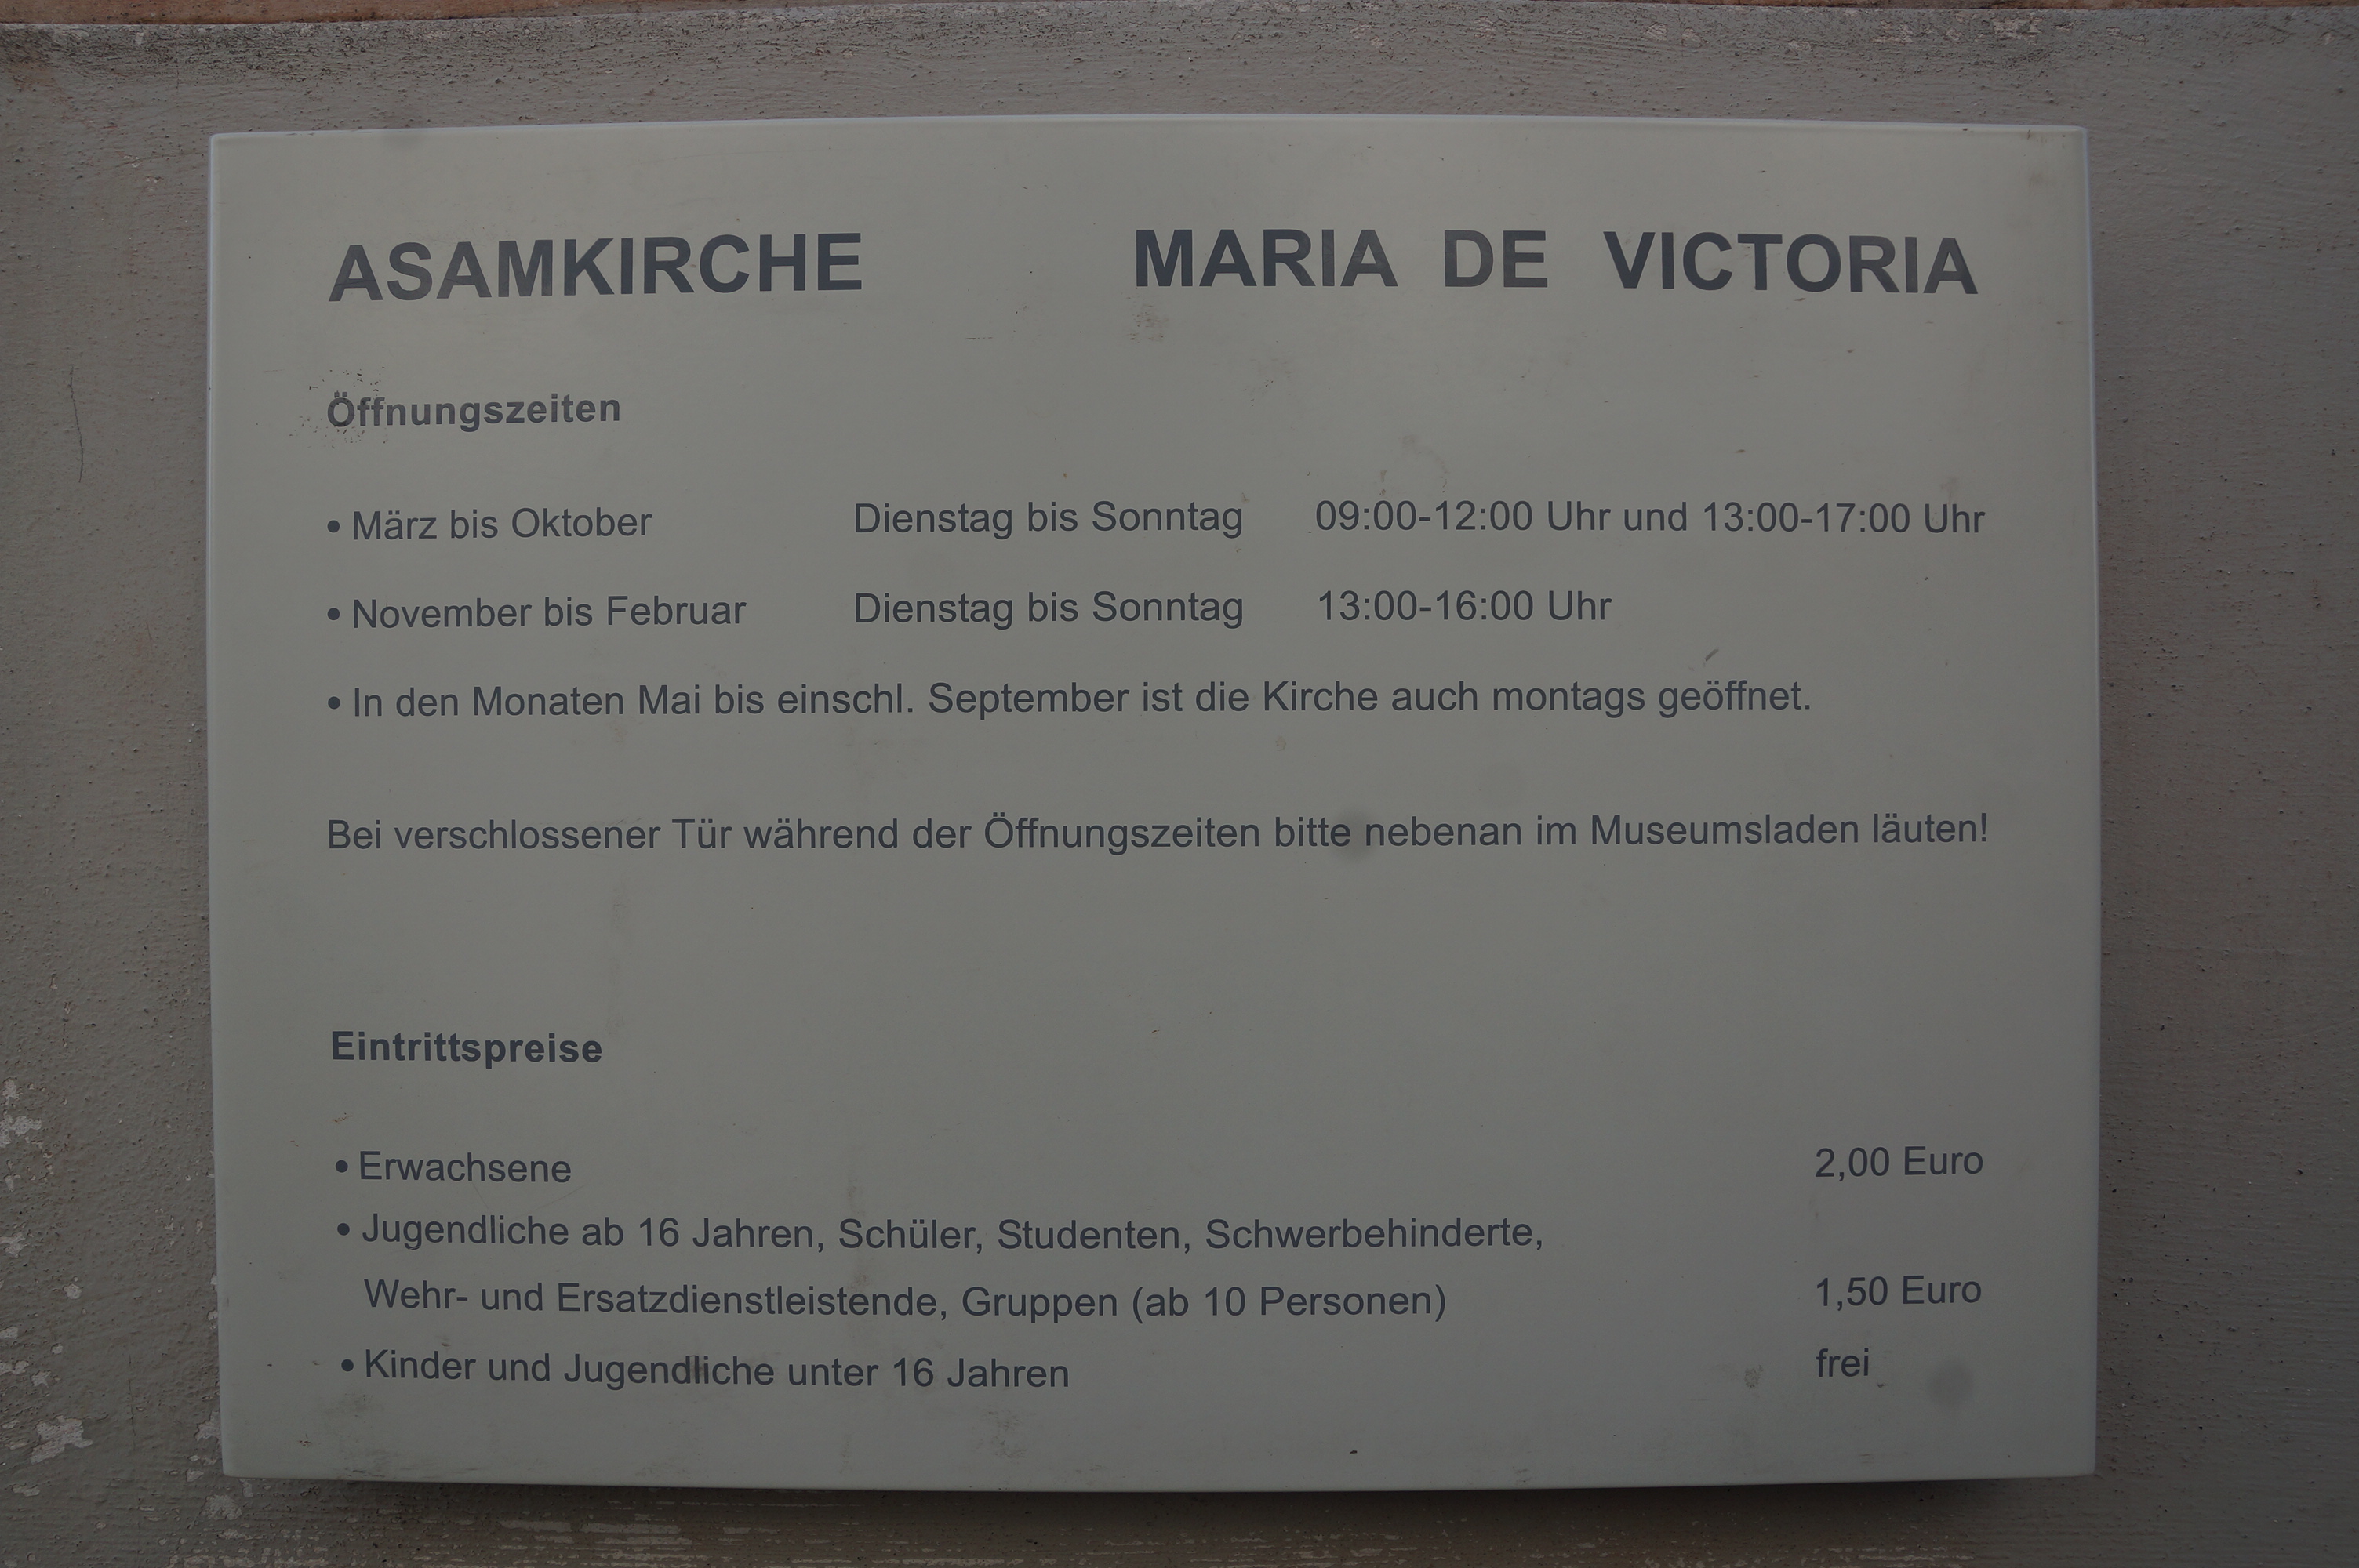 ASAMKIRCHE MARIA DE VICTORIA
Öffnungszeiten
• März bis Oktober Dienstag bis Sonntag 09:00-12:00 Uhr und 13:00-17:00 Uhr
• November bis Februar Dienstag bis Sonntag 13:00-16:00 Uhr
• In den Monaten Mai bis einschl. September ist die Kirche auch montags geöffnet.
Bei verschlossener Tür während der Öffnungszeiten bitte nebenan im Museumsladen läuten!
Eintrittspreise
• Erwachsene 2,00 Euro
• Jugendliche ab 16 Jahren, Schüler, Studenten, Schwerbehinderte,
Wehr- und Ersatzdienstleistende, Gruppen (ab 10 Personen) 1,50 Euro
• Kinder und Jugendliche unter 16 Jahren frei